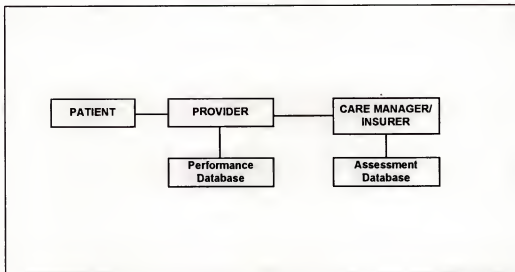 PATIENT
PROVIDER
CARE MANAGER/
INSURER
Performance
Database
Assessment
Database